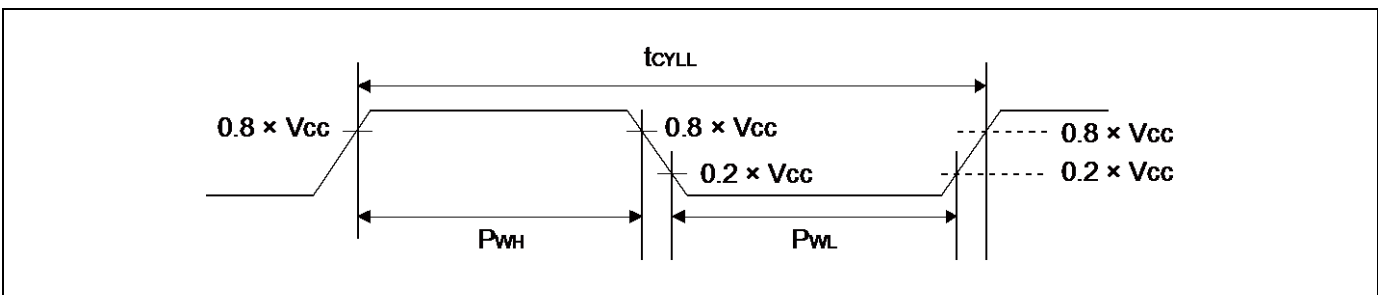 tCYLL
0.8 × VCC
0.8 × VCC
0.8 × VCC
0.2 × VCC
0.2 × VCC
PWH
PWL